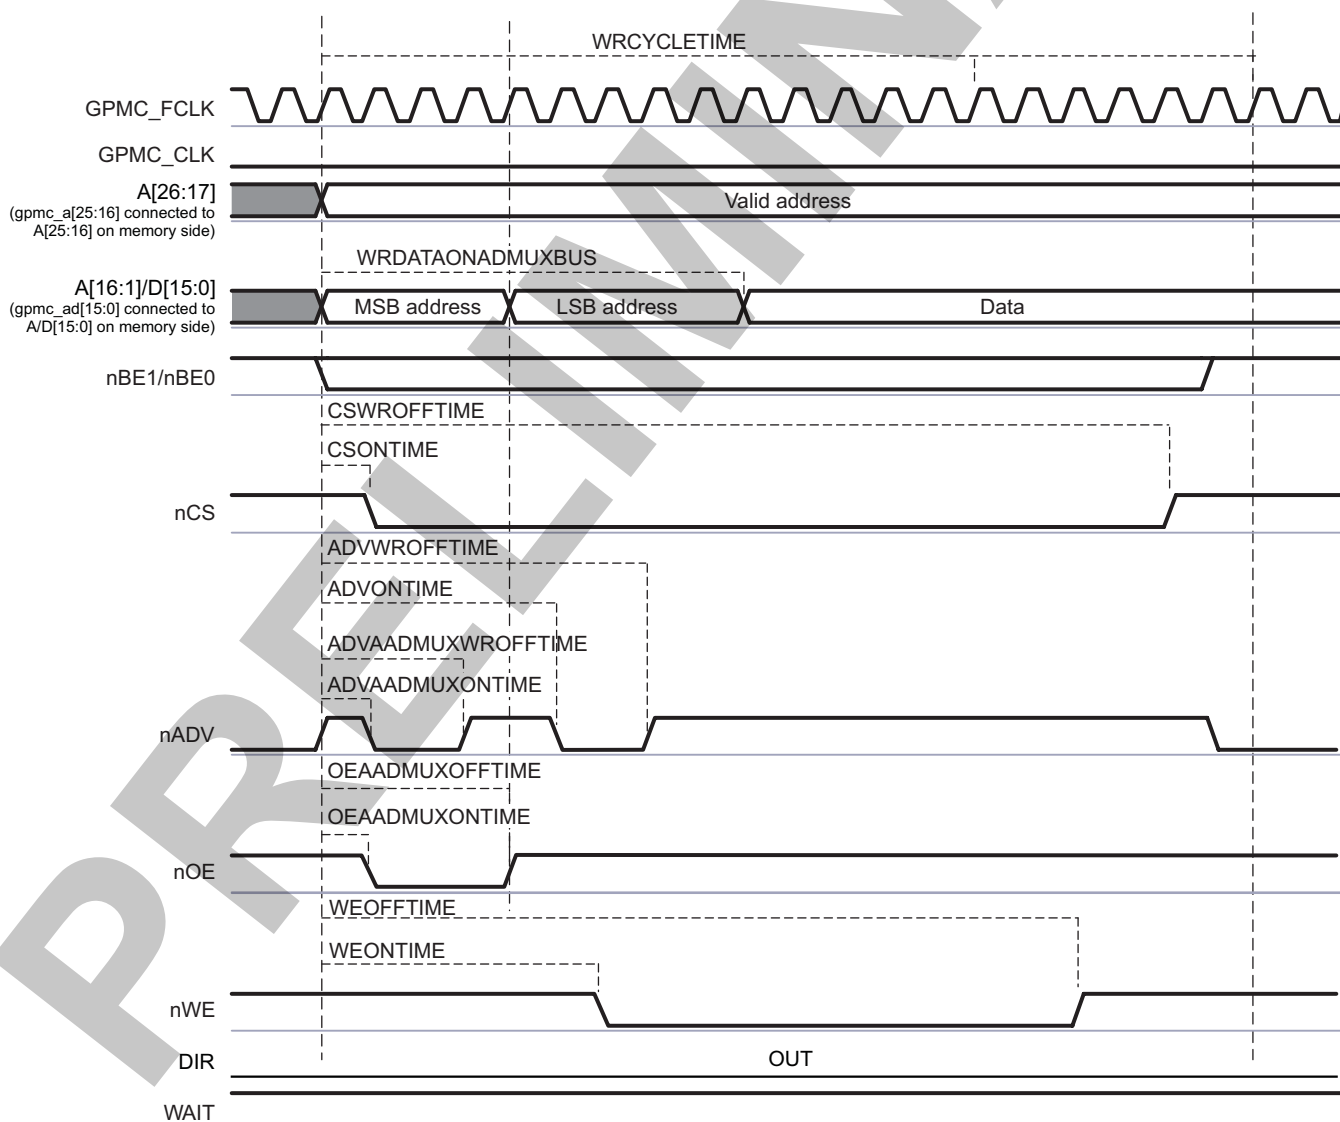 WRCYCLETIME
GPMC_FCLK
GPMC_CLK
A[26:17]
(gpmc_a[25:16] connected to
A[25:16] on memory side)
Valid address
WRDATAONADMUXBUS
A[16:1]/D[15:0]
(gpmc_ad[15:0] connected to
A/D[15:0] on memory side)
MSB address
LSB address
Data
nBE1/nBE0
CSWROFFTIME
CSONTIME
nCS
ADVWROFFTIME
ADVONTIME
ADVAADMUXWROFFTIME
ADVAADMUXONTIME
nADV
OEAADMUXOFFTIME
OEAADMUXONTIME
nOE
WEOFFTIME
WEONTIME
nWE
DIR
OUT
WAIT